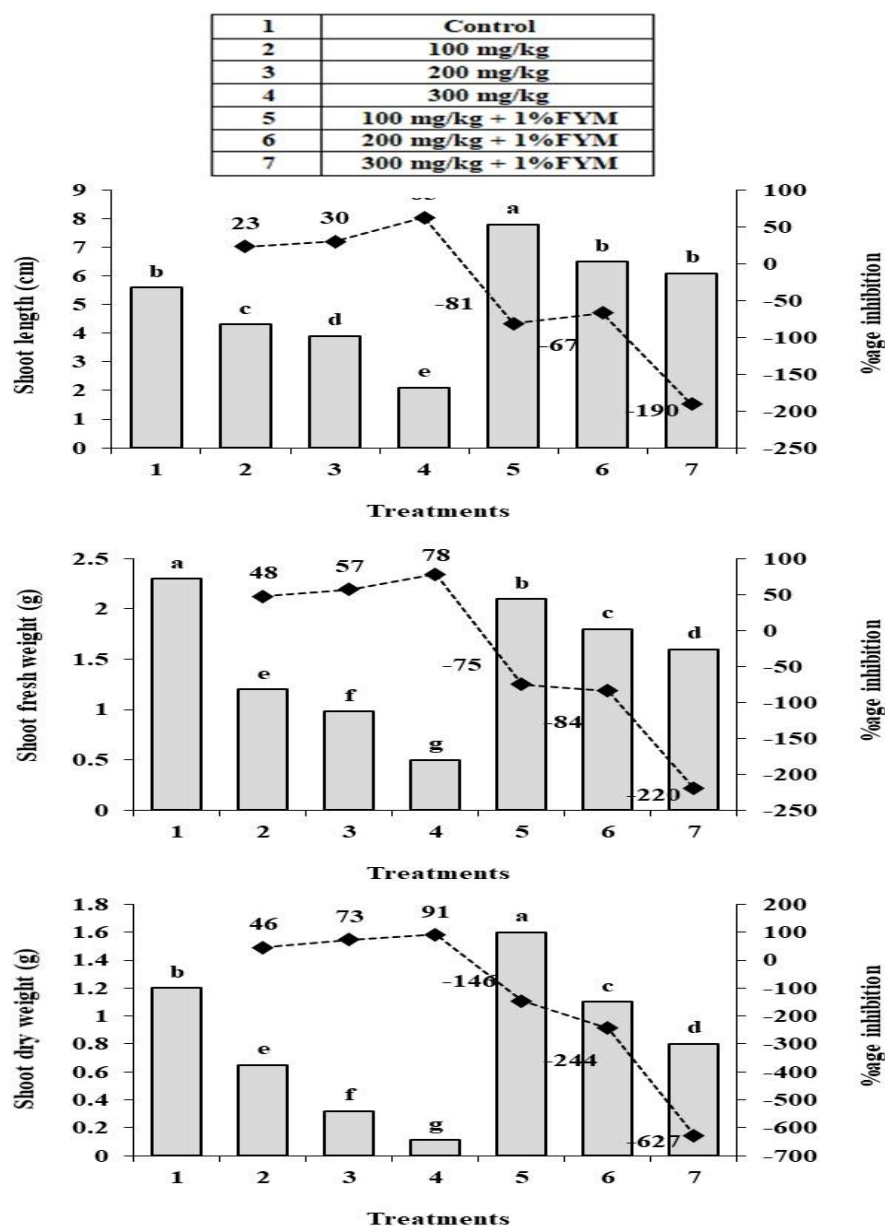 1 Control
2 100 mg/kg
3 200 mg/kg
4 300 mg/kg
5 100 mg/kg + 1%FYM
6 200 mg/kg + 1%FYM
7 300 mg/kg + 1%FYM
Shoot length (cm)
9
8
7
6
5
4
3
2
1
0
b
23
c
30
d
e
a
-81
b
-67
b
-190
100
50
0
-50
-100
-150
-200
-250
%age inhibition
1 2 3 4 5 6 7
Treatments
Shoot fresh weight (g)
2.5
2
1.5
1
0.5
0
a
48
e
57
f
78
g
b
-75
c
-84
d
-220
100
50
0
-50
-100
-150
-200
-250
%age inhibition
1 2 3 4 5 6 7
Treatments
Shoot dry weight (g)
1.8
1.6
1.4
1.2
1
0.8
0.6
0.4
0.2
0
b
46
e
73
f
91
g
a
-146
c
-244
d
-627
200
100
0
-100
-200
-300
-400
-500
-600
-700
%age inhibition
1 2 3 4 5 6 7
Treatments